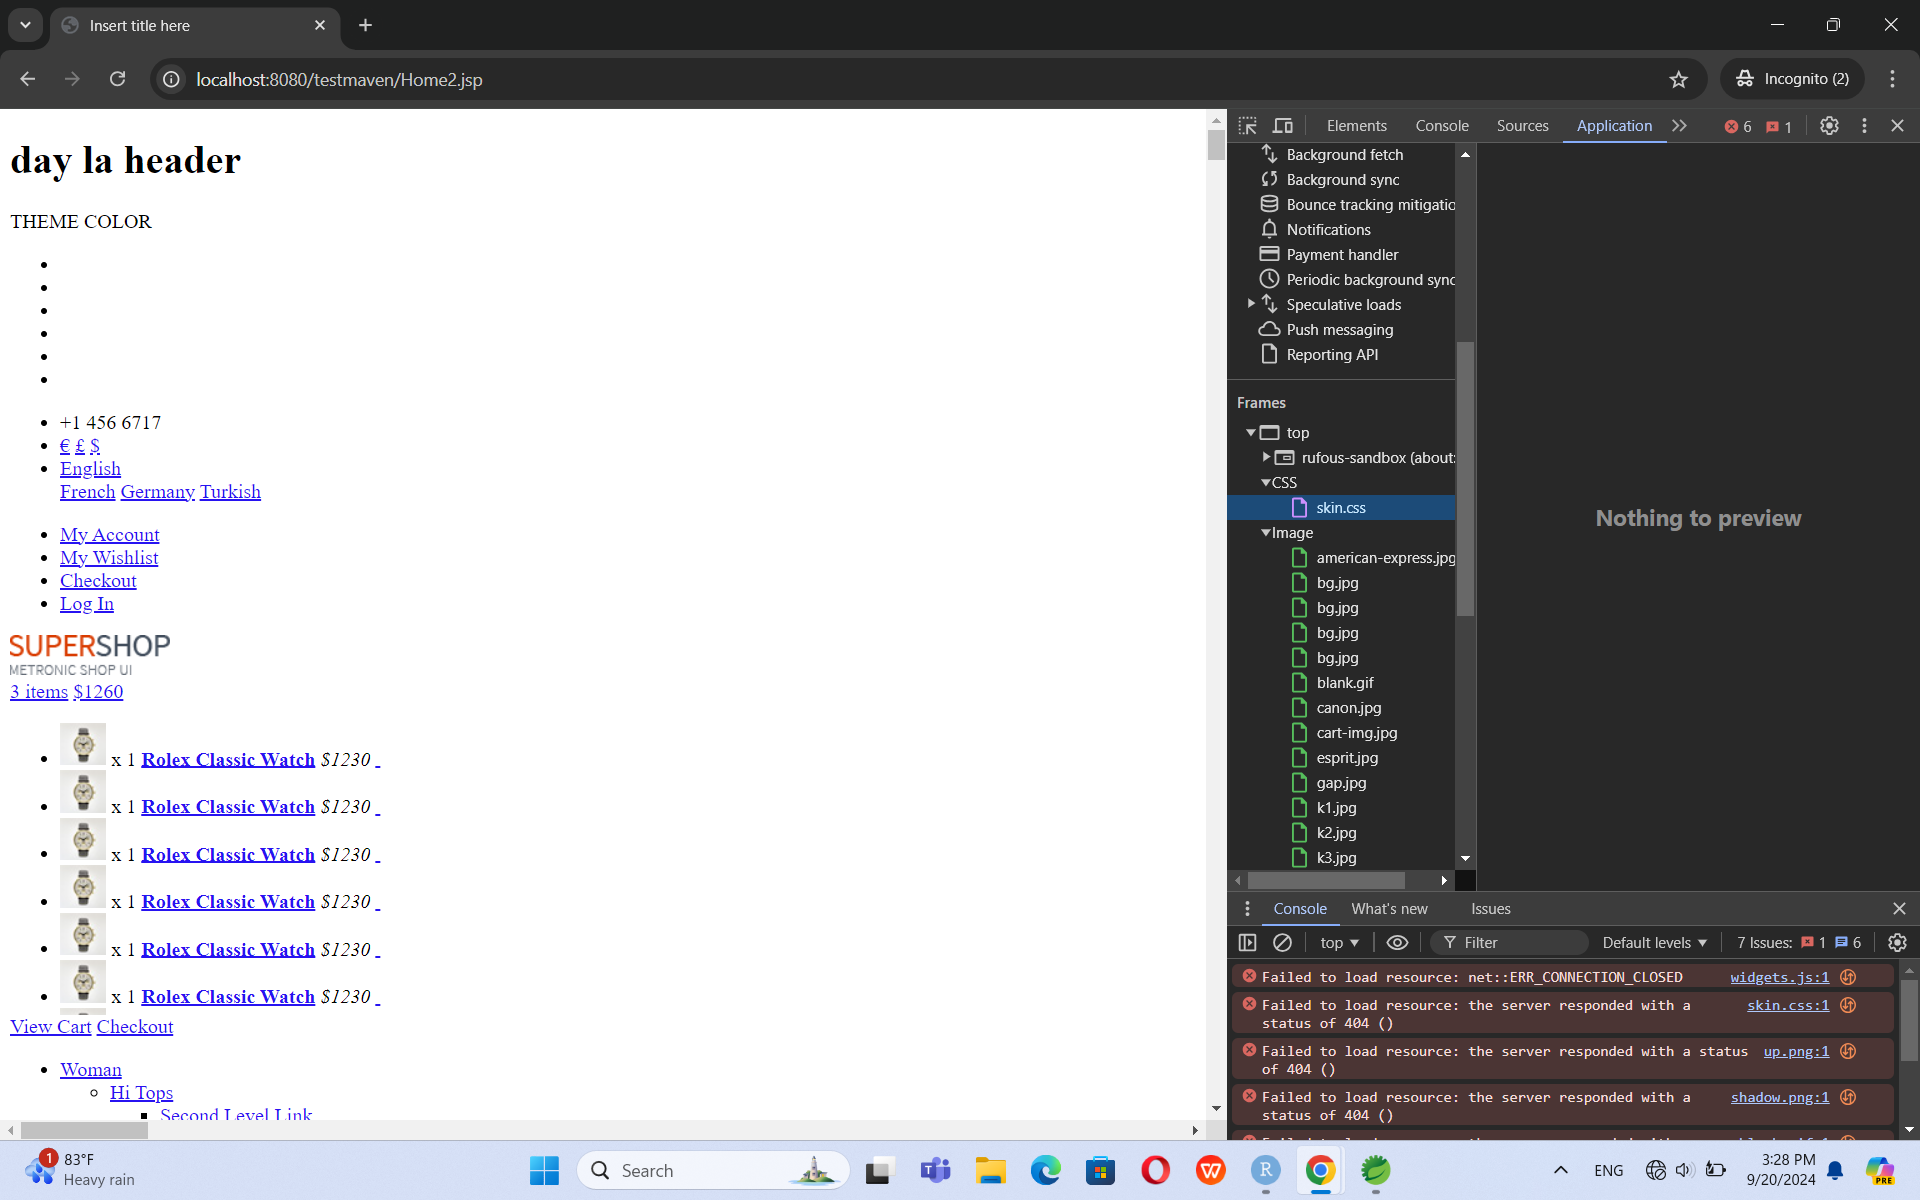 Insert title here
localhost:8080/testmaven/Home2.jsp
Incognito (2)
day la header
THEME COLOR
+1 456 6717
€ £ $
English
French Germany Turkish
My Account
My Wishlist
Checkout
Log In
SUPERSHOP
METRONIC SHOP UI
3 items $1260
x 1 Rolex Classic Watch $1230
x 1 Rolex Classic Watch $1230
x 1 Rolex Classic Watch $1230
x 1 Rolex Classic Watch $1230
x 1 Rolex Classic Watch $1230
x 1 Rolex Classic Watch $1230
View Cart Checkout
Woman
Hi Tops
Second Level Link
Elements Console Sources Application 6 1
Background fetch
Background sync
Bounce tracking mitigatio
Notifications
Payment handler
Periodic background sync
Speculative loads
Push messaging
Reporting API
Frames
top
rufous-sandbox (about:
CSS
skin.css
Image
american-express.jpg
bg.jpg
bg.jpg
bg.jpg
bg.jpg
blank.gif
canon.jpg
cart-img.jpg
esprit.jpg
gap.jpg
k1.jpg
k2.jpg
k3.jpg
Nothing to preview
Console What's new Issues
top Filter Default levels 7 Issues: 1 6
Failed to load resource: net::ERR_CONNECTION_CLOSED widgets.js:1
Failed to load resource: the server responded with a skin.css:1
status of 404 ()
Failed to load resource: the server responded with a status up.png:1
of 404 ()
Failed to load resource: the server responded with a shadow.png:1
status of 404 ()
1
83°F
Heavy rain
Search
ENG
3:28 PM
9/20/2024
PRE